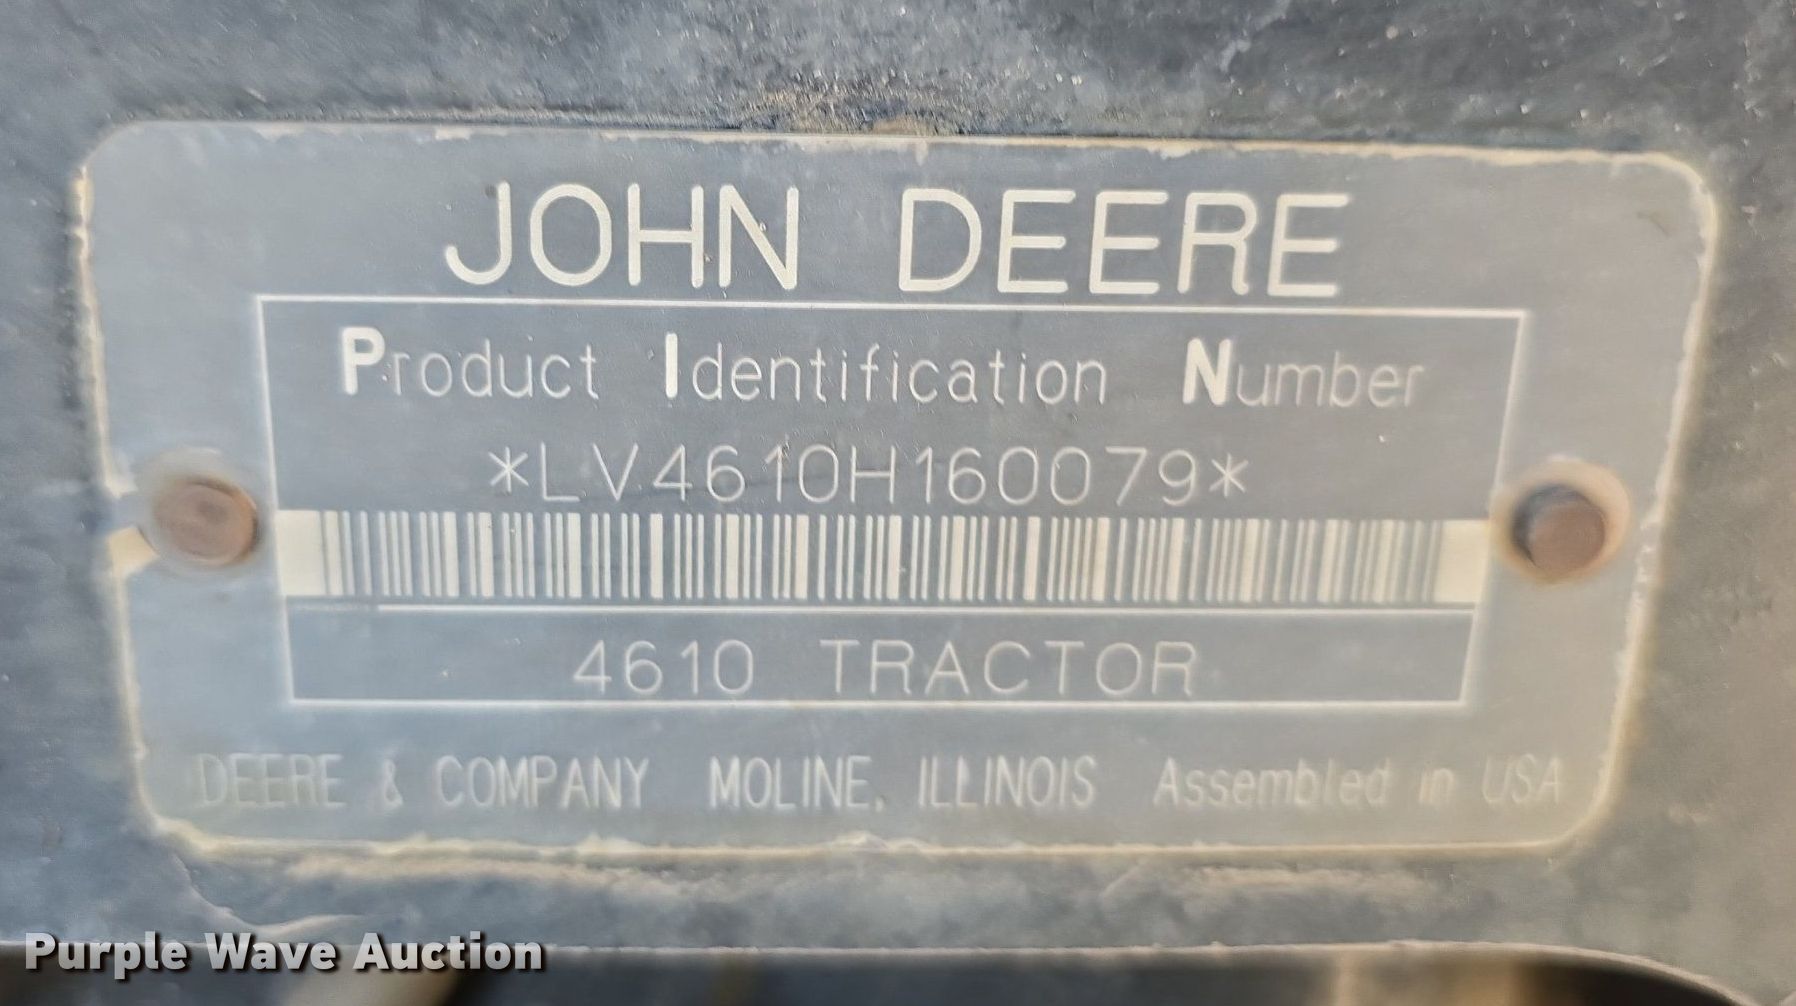 JOHN DEERE
Product Identification Number
*LV4610H160079*
4610 TRACTOR
DEERE & COMPANY MOLINE, ILLINOIS Assembled in USA
Purple Wave Auction